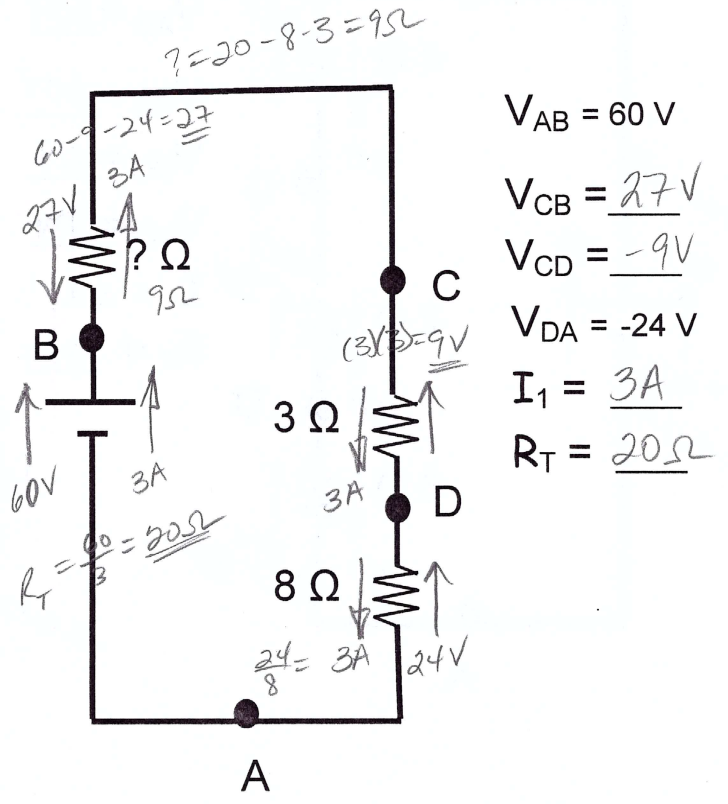 ? = 20 - 8 - 3 = 9Ω
60 - 9 - 24 = 27
3A
27V
? Ω
9Ω
B
60V
3A
R_T = 60/3 = 20Ω
C
(3)(3) = 9V
3 Ω
3A
D
8 Ω
24/8 = 3A
24V
A
V_AB = 60 V
V_CB = 27V
V_CD = -9V
V_DA = -24 V
I_1 = 3A
R_T = 20Ω